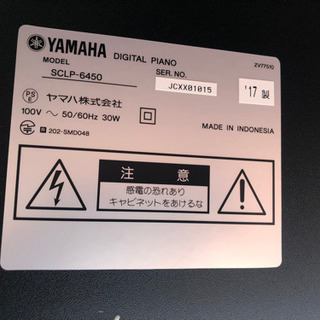 YAMAHA DIGITAL PIANO
ZV77510
MODEL SCLP-6450
SER. NO. JCXX01015
'17 製
PS E
ヤマハ株式会社
100V ～ 50/60Hz 30W
MADE IN INDONESIA
R 202-SMD048
注 意
感電の恐れあり
キャビネットをあけるな